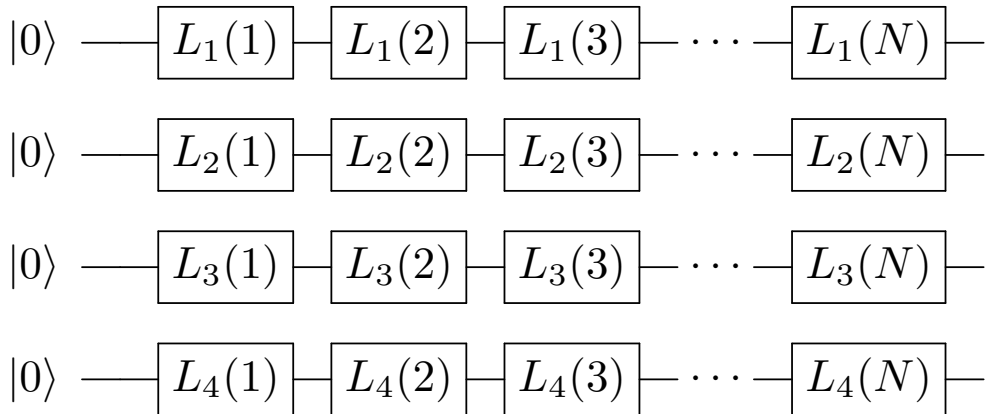 |0⟩ L₁(1) L₁(2) L₁(3) ··· L₁(N)
|0⟩ L₂(1) L₂(2) L₂(3) ··· L₂(N)
|0⟩ L₃(1) L₃(2) L₃(3) ··· L₃(N)
|0⟩ L₄(1) L₄(2) L₄(3) ··· L₄(N)